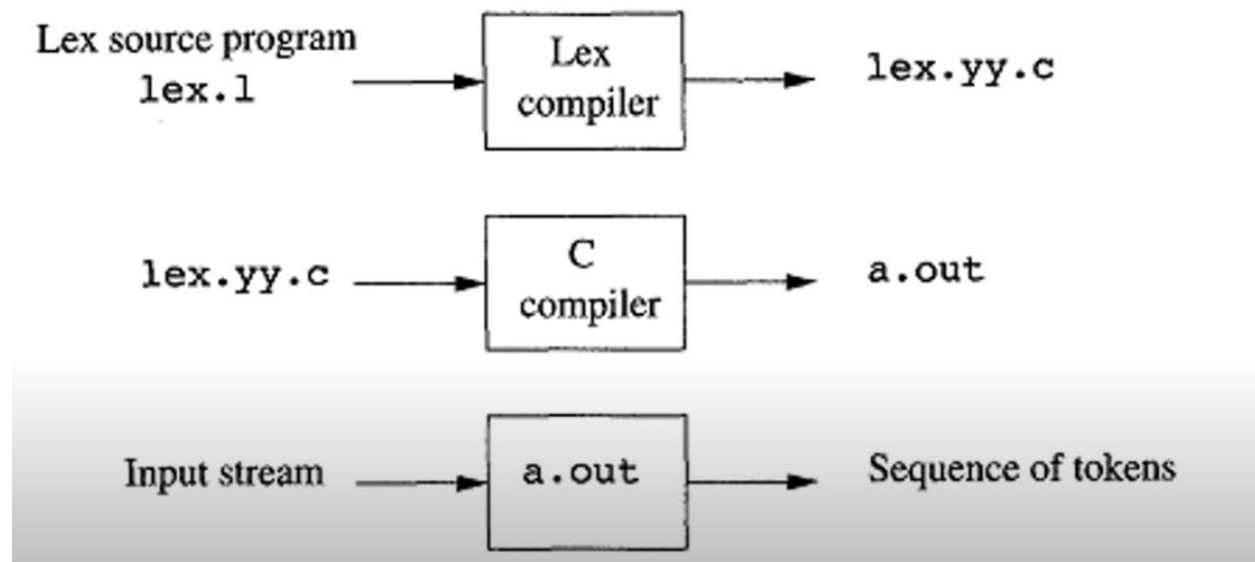 Lex source program
lex.l
Lex
compiler
lex.yy.c
lex.yy.c
C
compiler
a.out
Input stream
a.out
Sequence of tokens